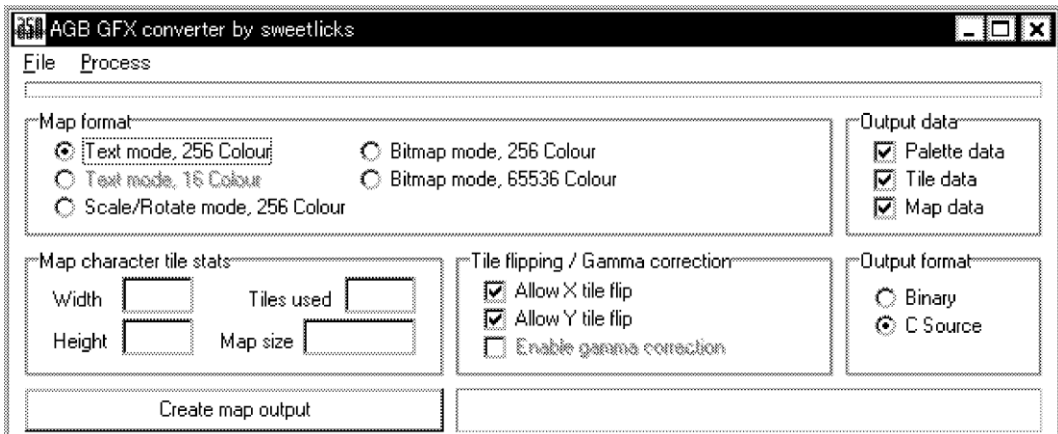 AGB GFX converter by sweetlicks
File Process
Map format
Text mode, 256 Colour
Text mode, 16 Colour
Scale/Rotate mode, 256 Colour
Bitmap mode, 256 Colour
Bitmap mode, 65536 Colour
Output data
Palette data
Tile data
Map data
Map character tile stats
Width
Tiles used
Height
Map size
Tile flipping / Gamma correction
Allow X tile flip
Allow Y tile flip
Enable gamma correction
Output format
Binary
C Source
Create map output